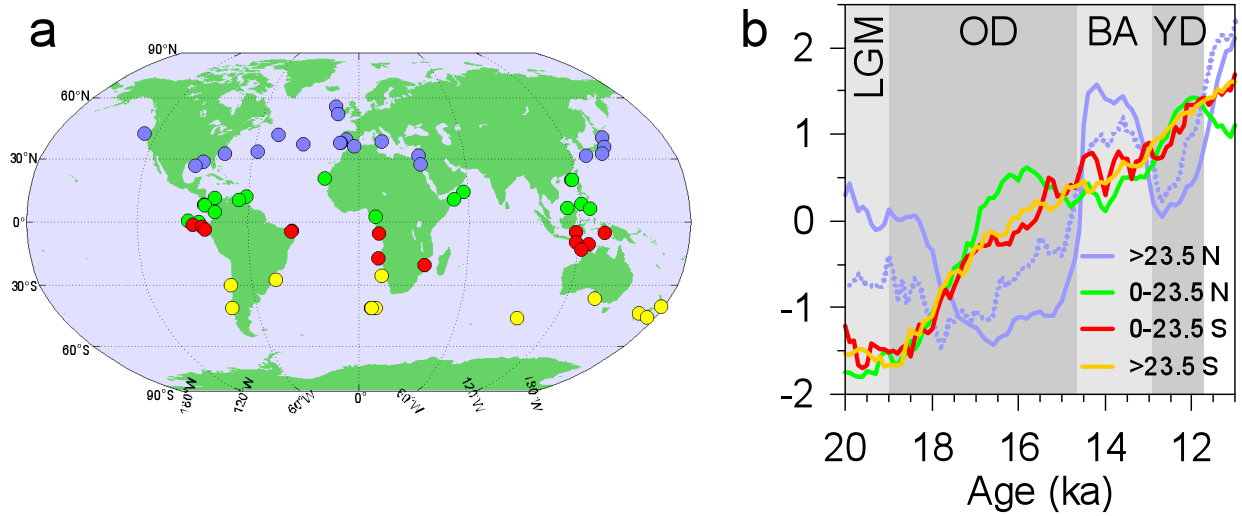 a
90°N
60°N
30°N
0°
30°S
60°S
90°S
180°W
120°W
60°W
0°
60°W
120°W
180°W
b
LGM
OD
BA
YD
2
1
0
-1
-2
>23.5 N
0-23.5 N
0-23.5 S
>23.5 S
20
18
16
14
12
Age (ka)